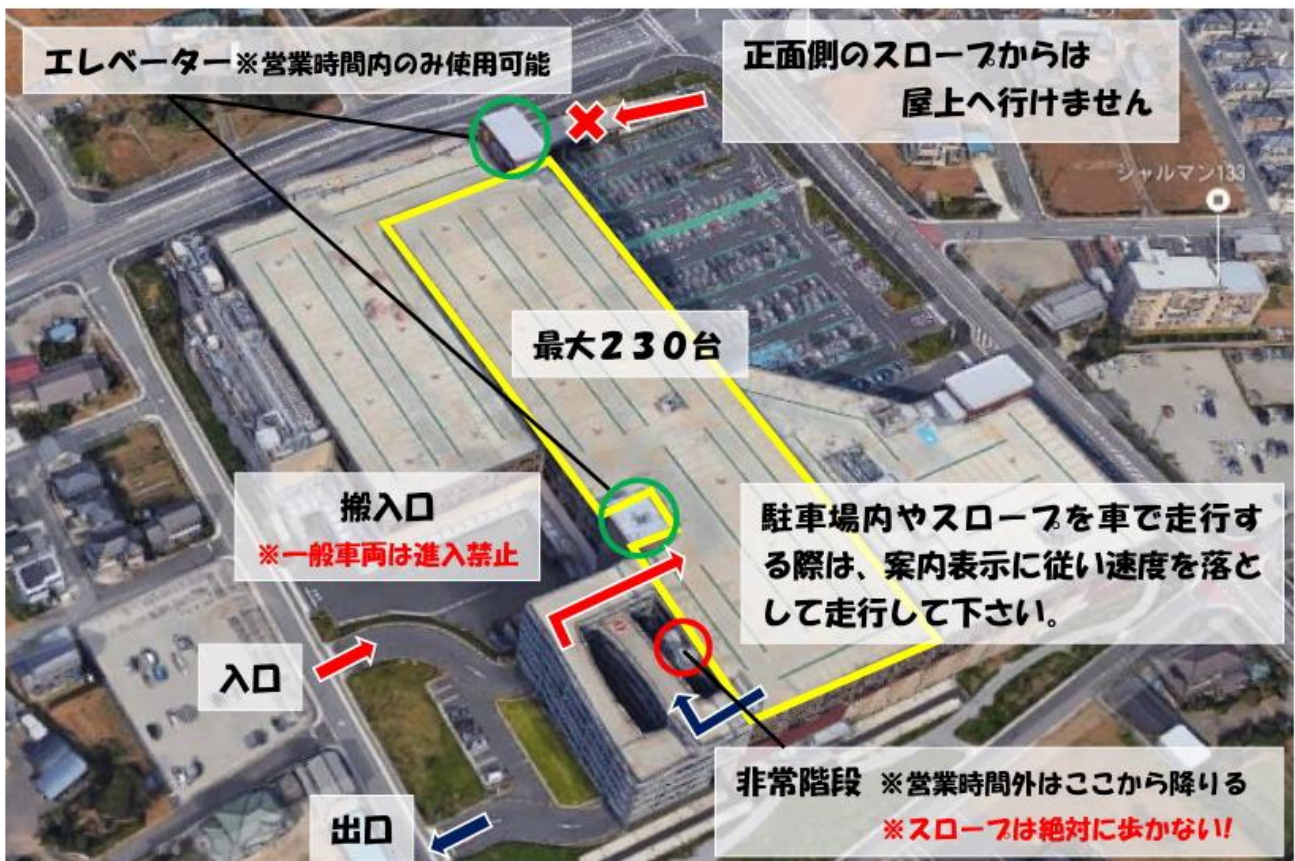 エレベーター※営業時間内のみ使用可能
正面側のスロープからは
屋上へ行けません
シャルマン133
最大230台
搬入口
※一般車両は進入禁止
駐車場内やスロープを車で走行す
る際は、案内表示に従い速度を落と
して走行して下さい。
入口
非常階段 ※営業時間外はここから降りる
※スロープは絶対に歩かない!
出口